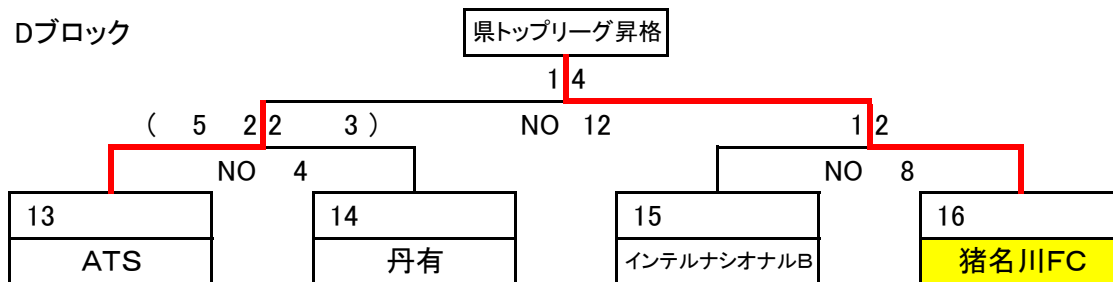 Dブロック
県トップリーグ昇格
1 4
( 5 2 2 3 ) NO 12 1 2
NO 4 NO 8
13 14 15 16
ATS 丹有 インテルナシオナルB 猪名川FC